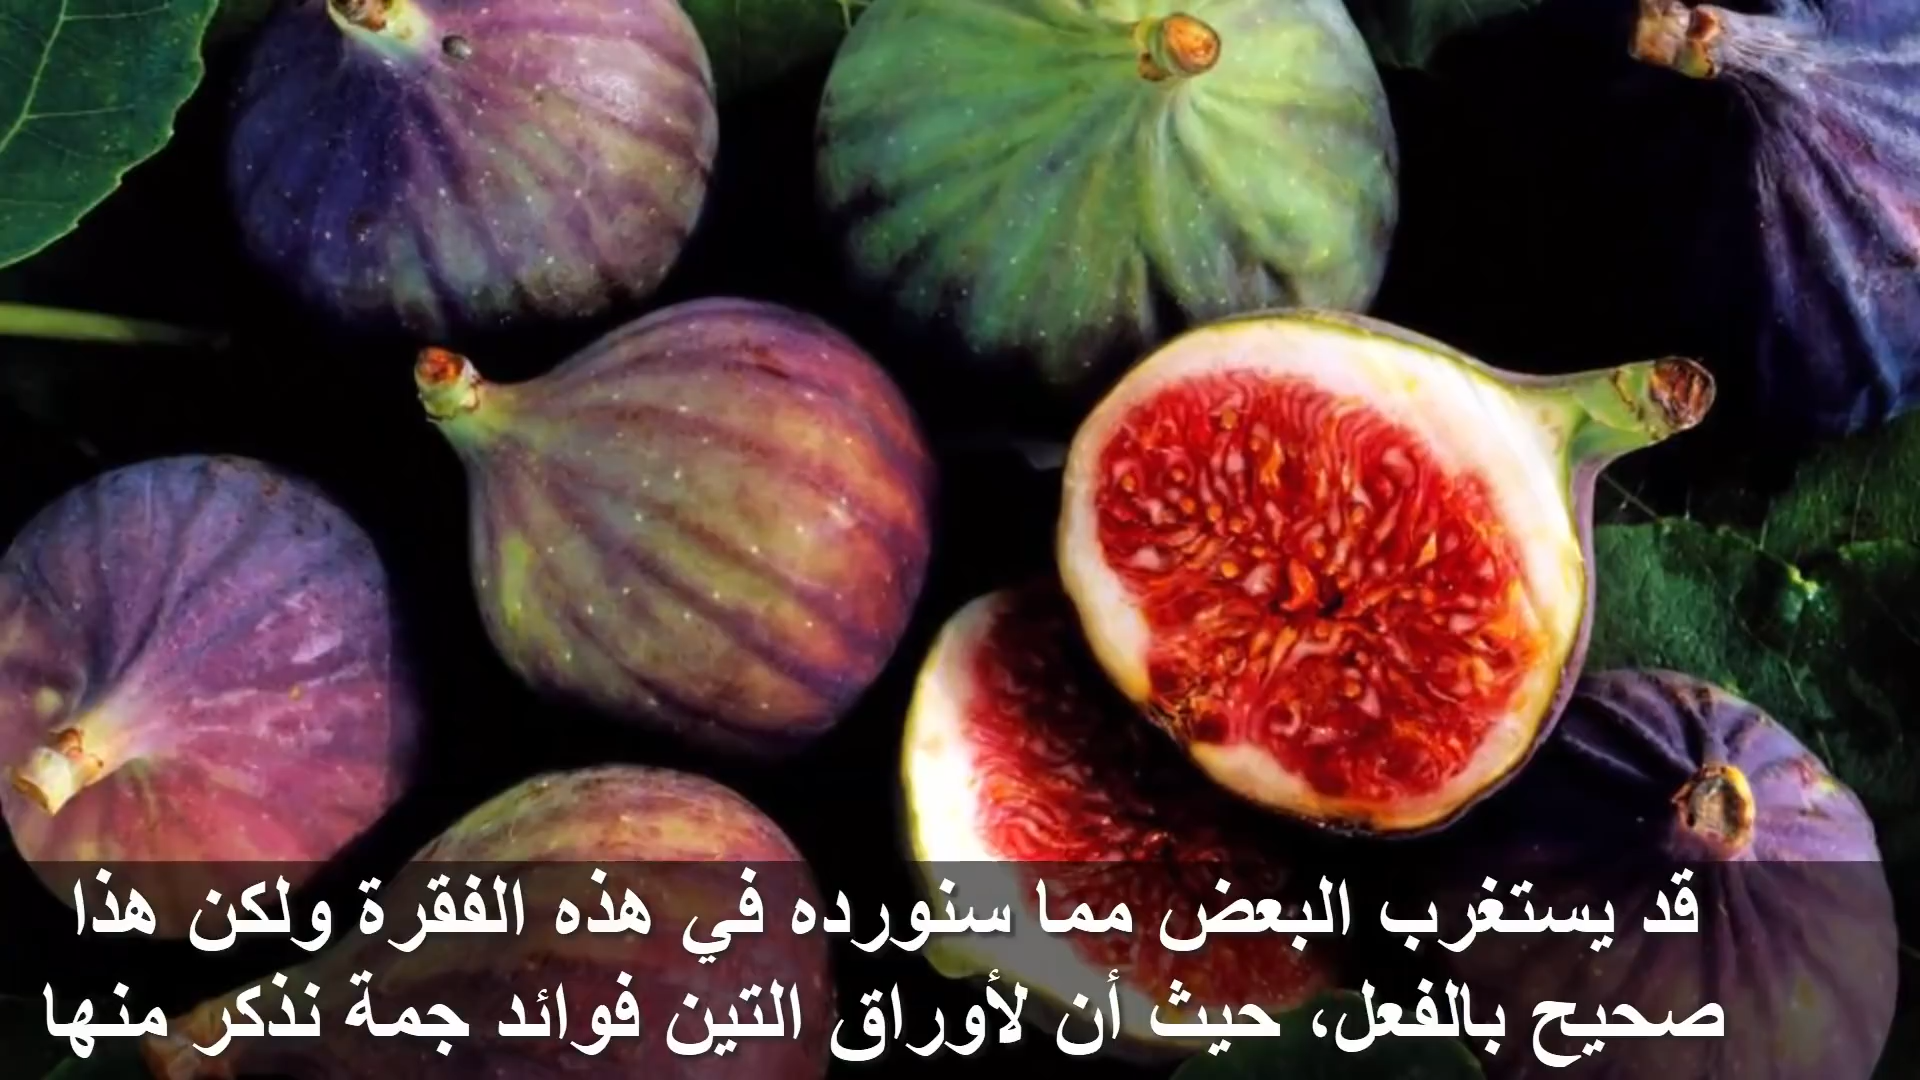 قد يستغرب البعض مما سنورده في هذه الفقرة ولكن هذا
صحيح بالفعل، حيث أن لأوراق التين فوائد جمة نذكر منها